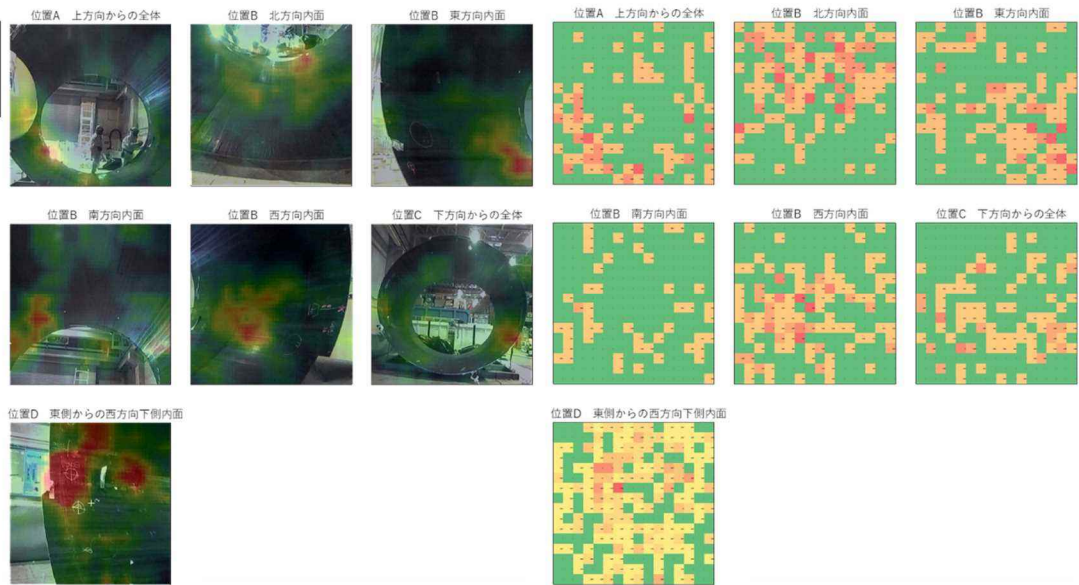 位置A　上方向からの全体
位置B　北方向内面
位置B　東方向内面
位置A　上方向からの全体
位置B　北方向内面
位置B　東方向内面
位置B　南方向内面
位置B　西方向内面
位置C　下方向からの全体
位置B　南方向内面
位置B　西方向内面
位置C　下方向からの全体
位置D　東側からの西方向下側内面
位置D　東側からの西方向下側内面